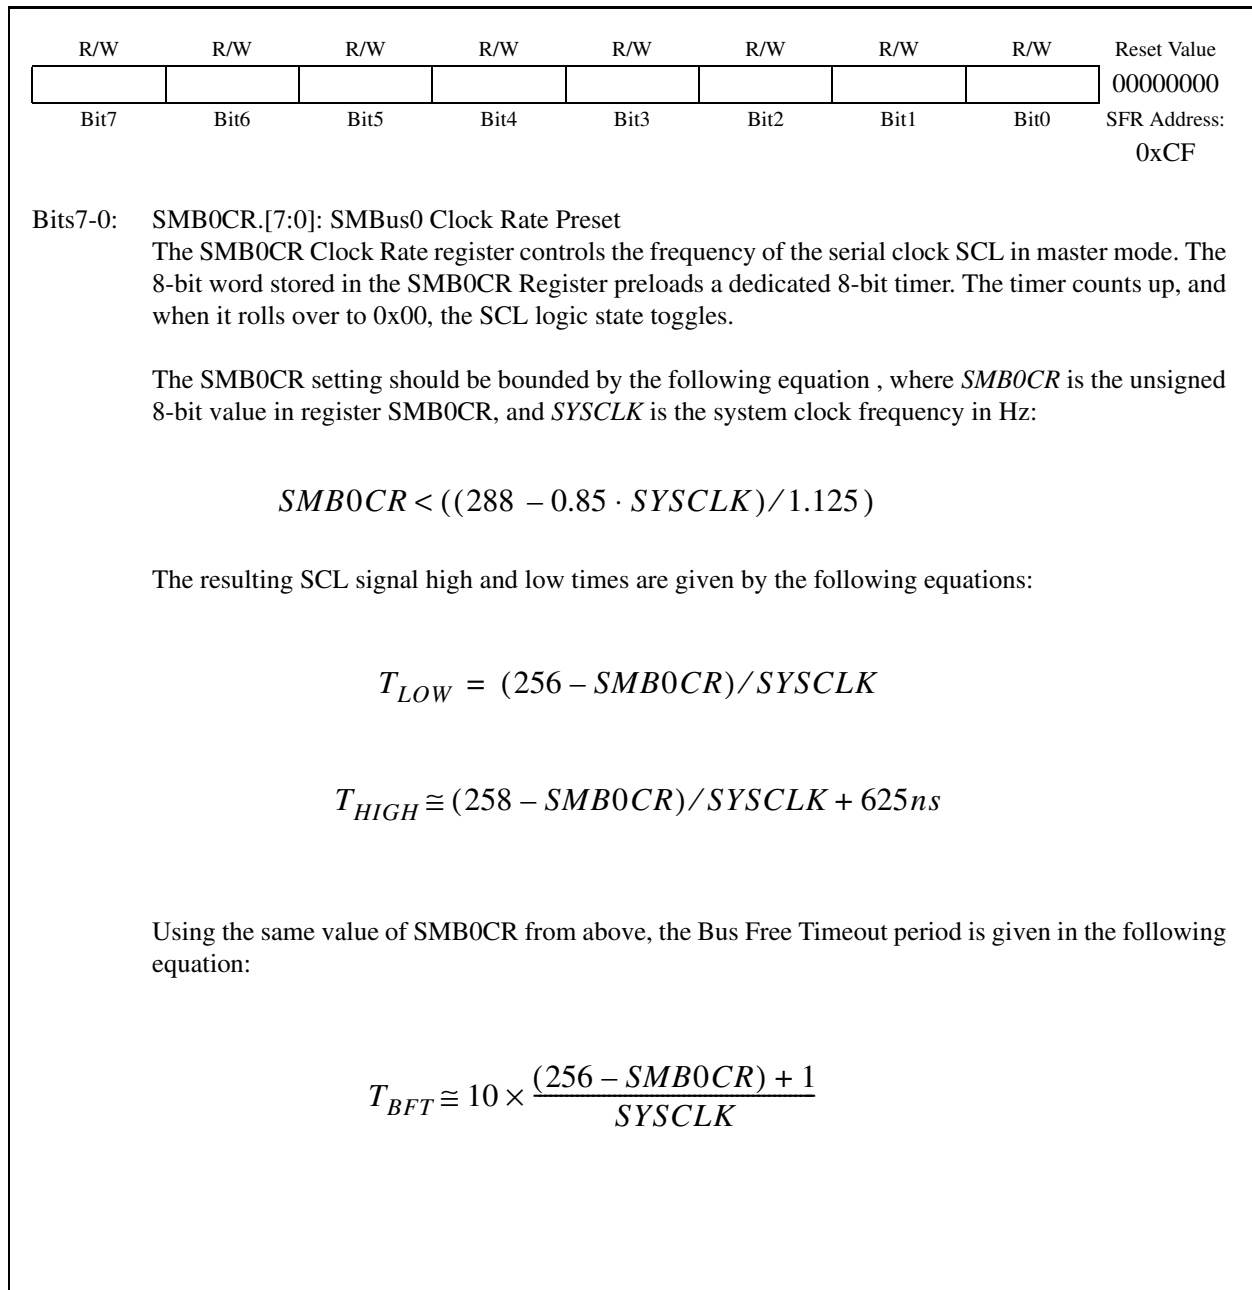 R/W R/W R/W R/W R/W R/W R/W R/W Reset Value
00000000
Bit7 Bit6 Bit5 Bit4 Bit3 Bit2 Bit1 Bit0 SFR Address:
0xCF
Bits7-0: SMB0CR.[7:0]: SMBus0 Clock Rate Preset
The SMB0CR Clock Rate register controls the frequency of the serial clock SCL in master mode. The
8-bit word stored in the SMB0CR Register preloads a dedicated 8-bit timer. The timer counts up, and
when it rolls over to 0x00, the SCL logic state toggles.
The SMB0CR setting should be bounded by the following equation , where SMB0CR is the unsigned
8-bit value in register SMB0CR, and SYSCLK is the system clock frequency in Hz:
SMB0CR < ((288 – 0.85 · SYSCLK)/1.125)
The resulting SCL signal high and low times are given by the following equations:
T_LOW = (256 – SMB0CR)/SYSCLK
T_HIGH ≅ (258 – SMB0CR)/SYSCLK + 625ns
Using the same value of SMB0CR from above, the Bus Free Timeout period is given in the following
equation:
T_BFT ≅ 10 × (256 – SMB0CR) + 1
SYSCLK